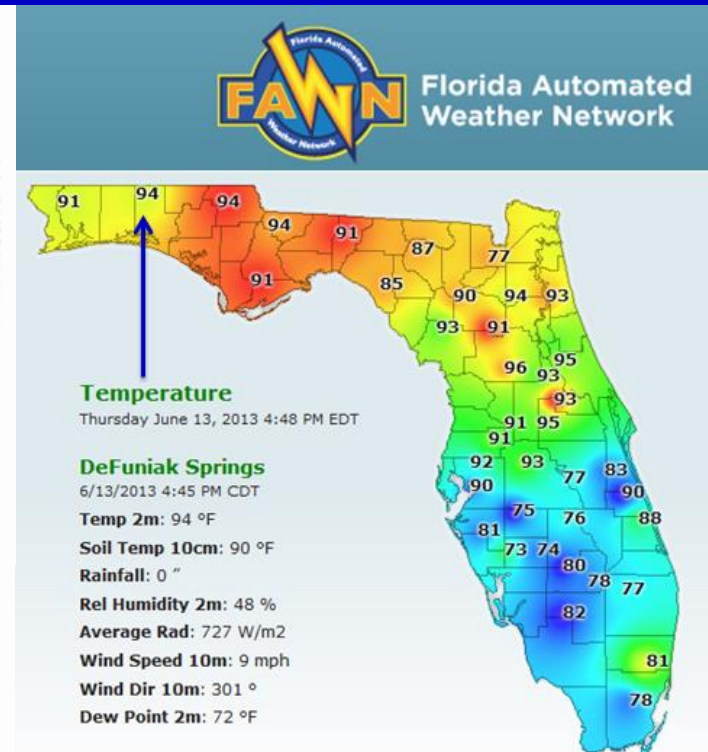 Florida Automated
FAWN
Weather Network
Florida Automated
Weather Network
91 94 94
94 91
87 77
91 85 90 94 93
93 91
96 95
93
93
91 95
91
92 93 83
90 77 90
75 76 88
81
73 74 80
78 77
82
81
78
Temperature
Thursday June 13, 2013 4:48 PM EDT
DeFuniak Springs
6/13/2013 4:45 PM CDT
Temp 2m: 94 °F
Soil Temp 10cm: 90 °F
Rainfall: 0 ″
Rel Humidity 2m: 48 %
Average Rad: 727 W/m2
Wind Speed 10m: 9 mph
Wind Dir 10m: 301 °
Dew Point 2m: 72 °F